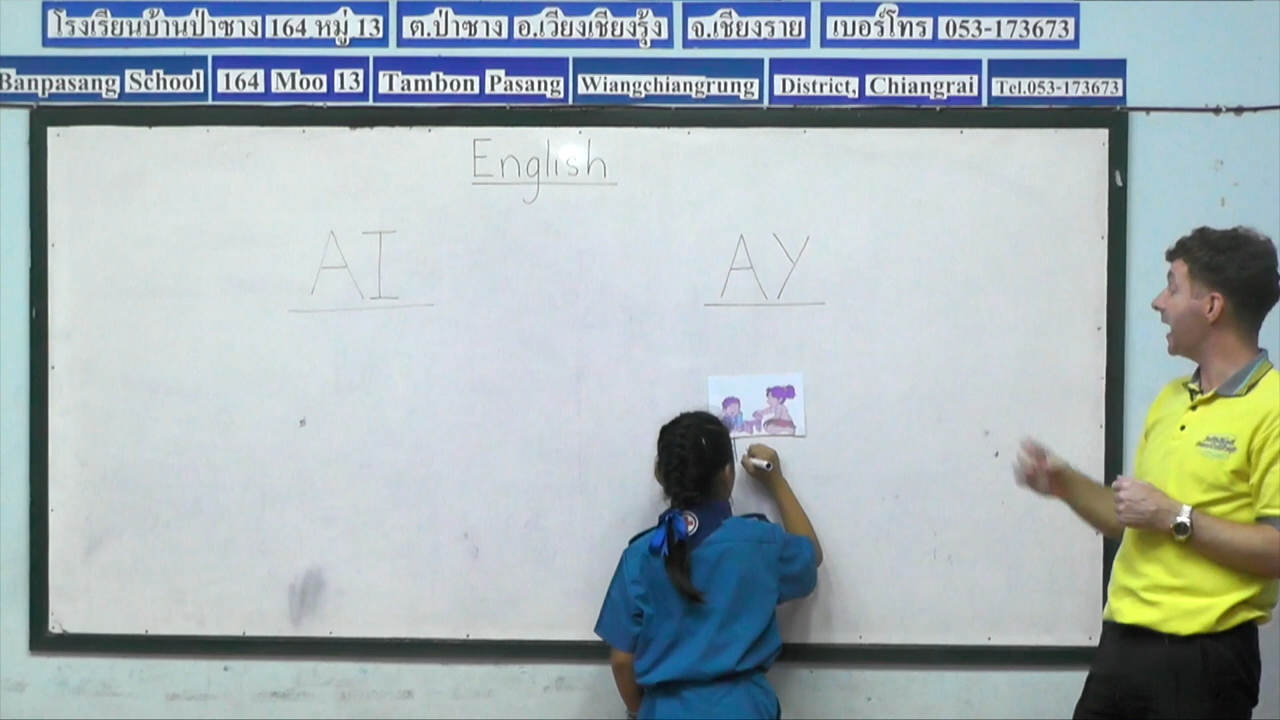 โรงเรียนบ้านป่าซาง 164 หมู่ 13 ต.ป่าซาง อ.เวียงเชียงรุ้ง จ.เชียงราย เบอร์โทร 053-173673
Banpasang School 164 Moo 13 Tambon Pasang Wiangchiangrung District, Chiangrai Tel.053-173673
English
AI AY